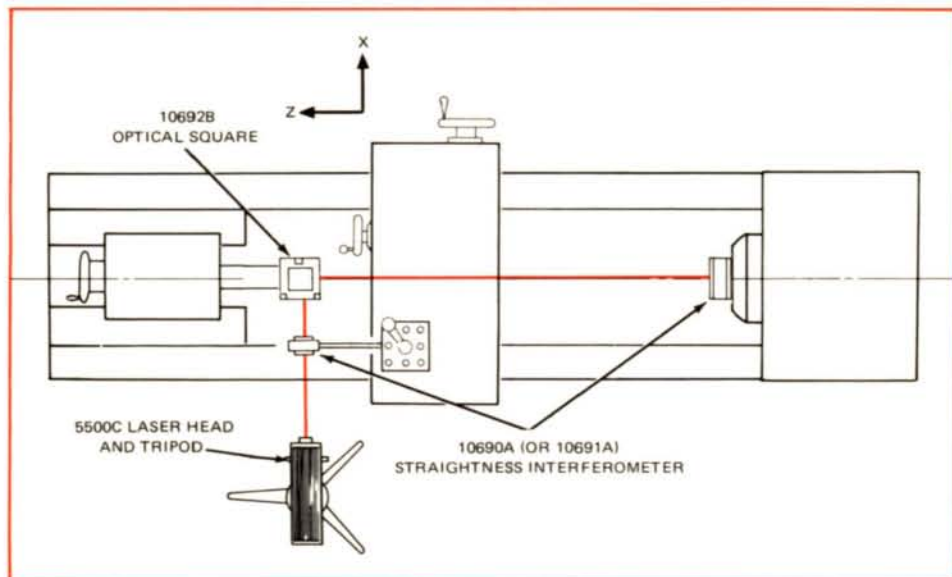 X
Z
10692B
OPTICAL SQUARE
5500C LASER HEAD
AND TRIPOD
10690A (OR 10691A)
STRAIGHTNESS INTERFEROMETER